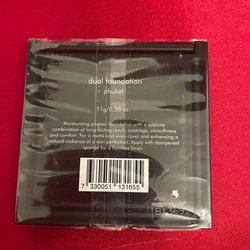 dual foundation
phuket
11g/0.38 oz.
Moisturizing powder foundation with a sublime
combination of long-lasting result, coverage, smoothness
and comfort. For a matte and even cover and enhancing a
natural radiance of a skin perfection. Apply with dampened
sponge for a flawless finish.
7 330051 131655